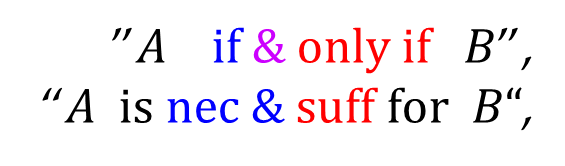 ”A if & only if B”,
“A is nec & suff for B“,